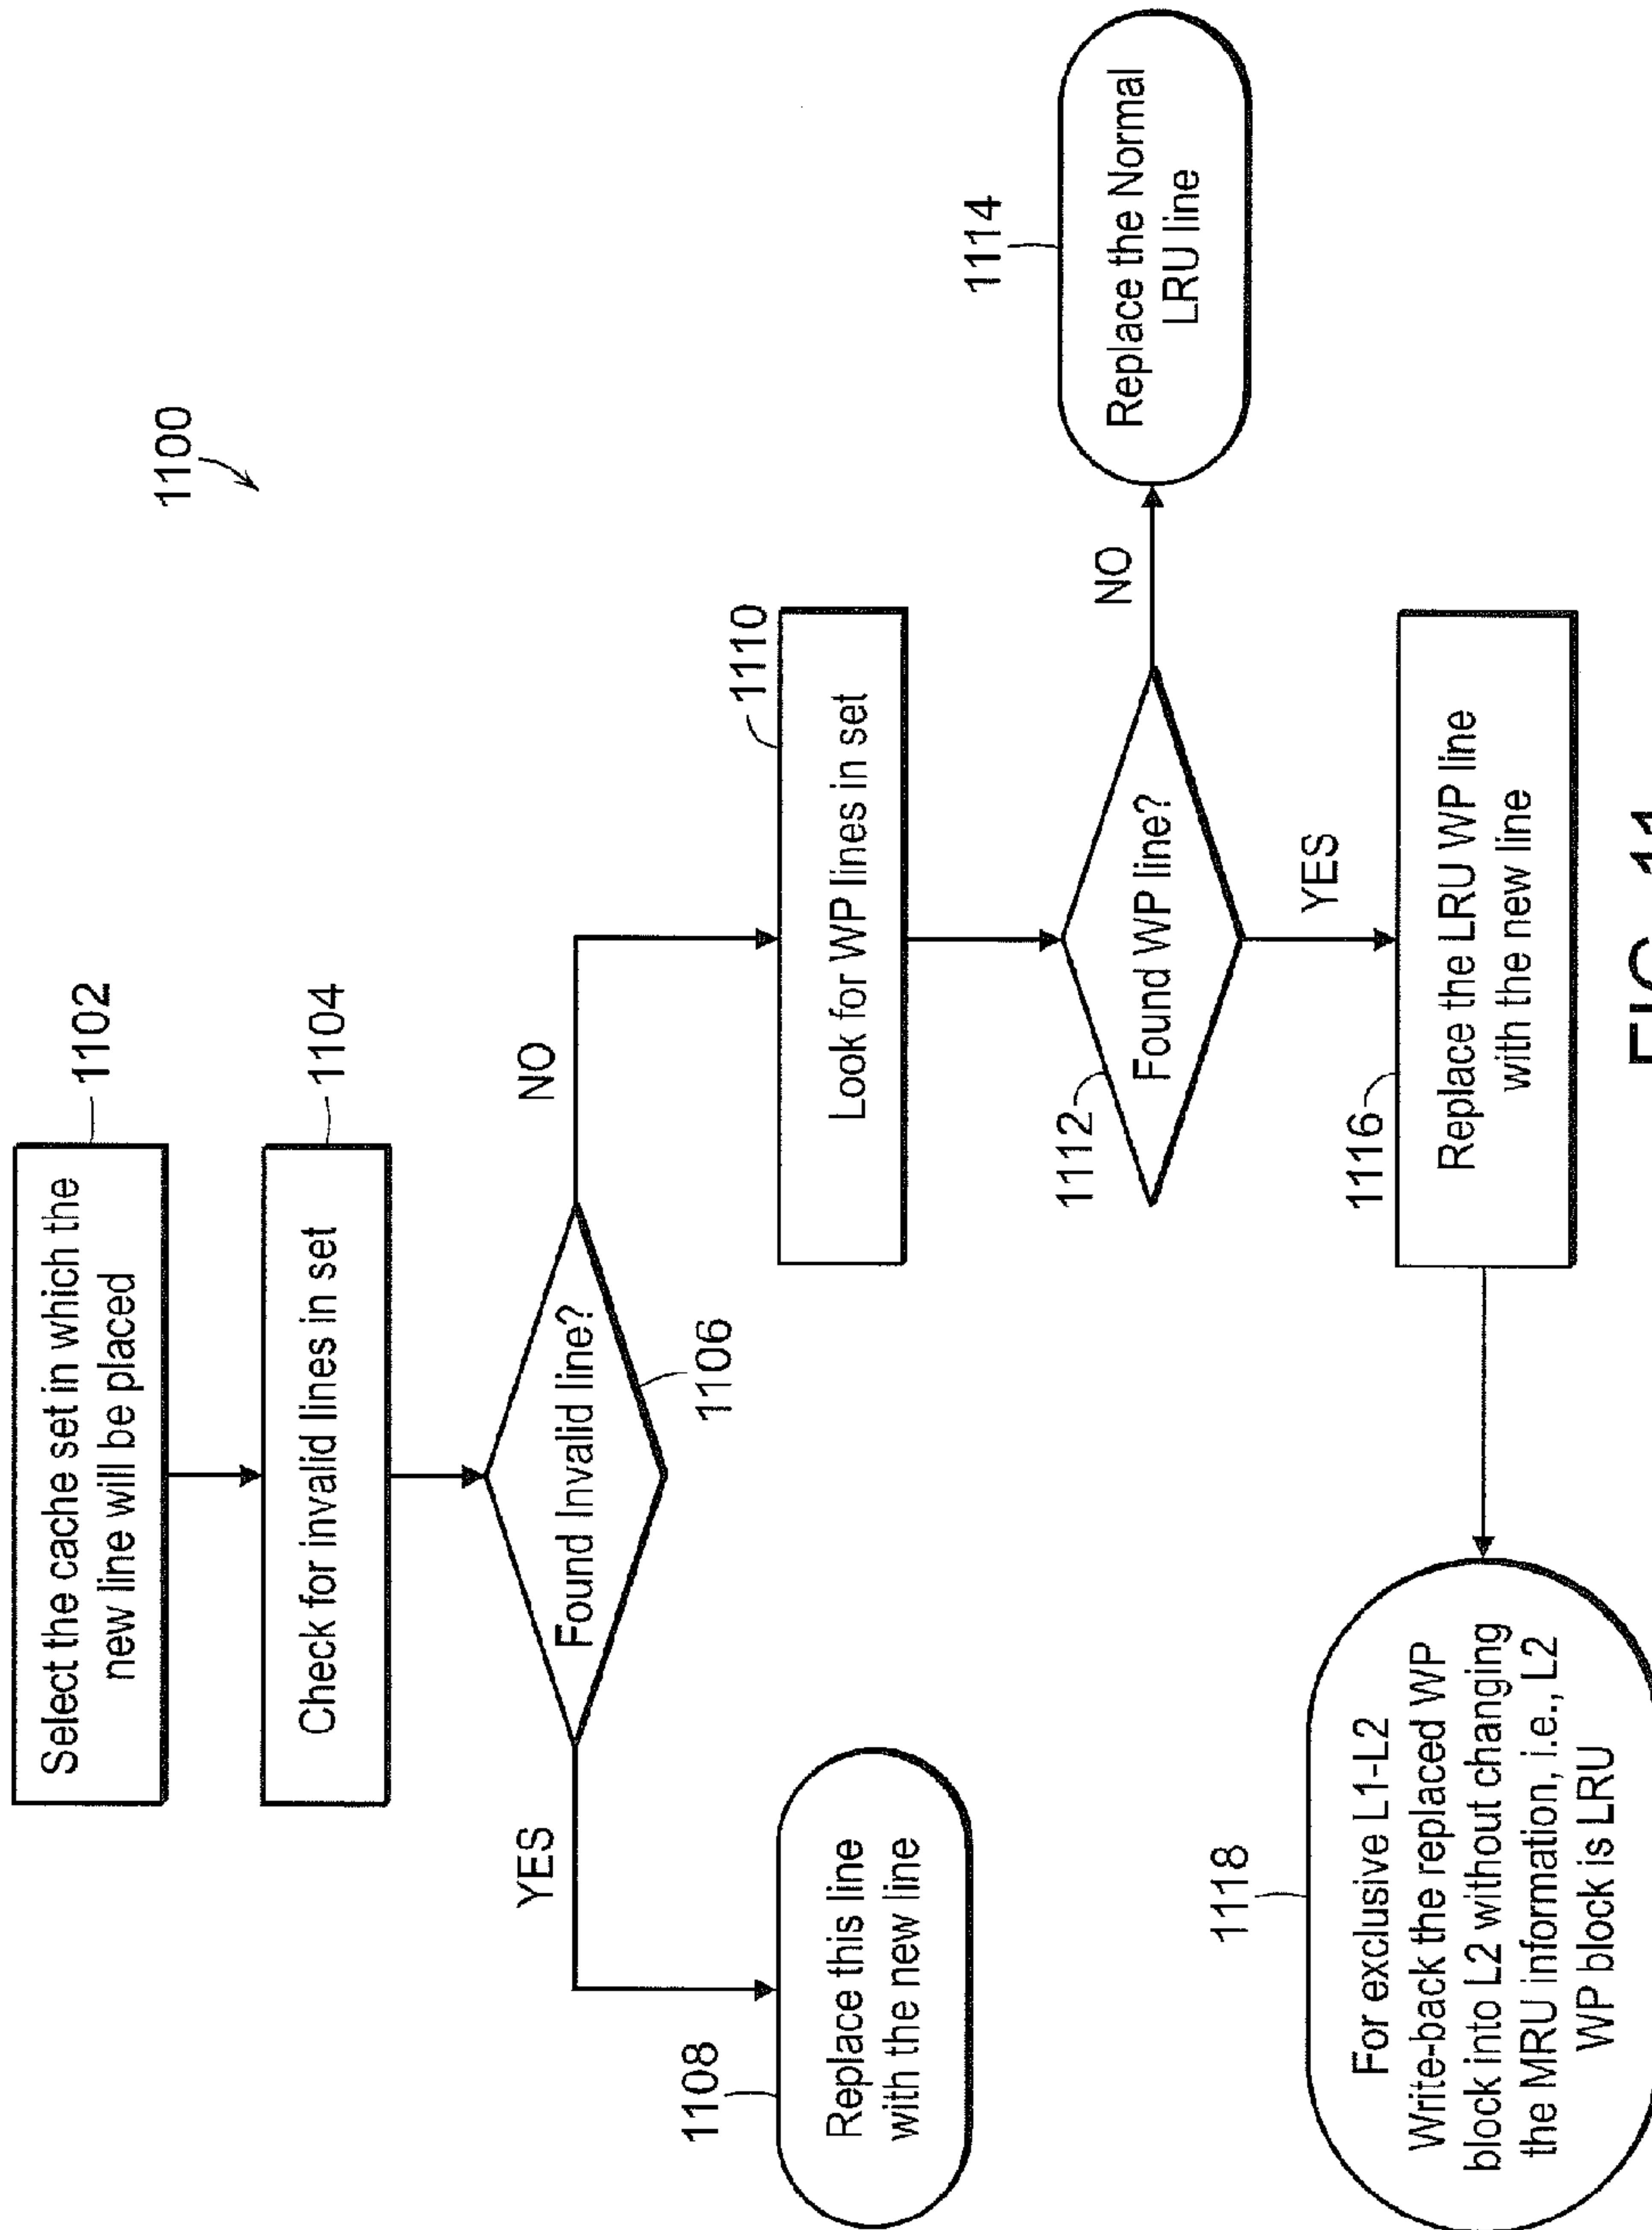 1100
Select the cache set in which the
new line will be placed
1102
Check for invalid lines in set
1104
Found Invalid line?
1106
YES
NO
1108
Replace this line
with the new line
Look for WP lines in set
1110
1112
Found WP line?
NO
1114
Replace the Normal
LRU line
YES
1116
Replace the LRU WP line
with the new line
1118
For exclusive L1-L2
Write-back the replaced WP
block into L2 without changing
the MRU information, i.e., L2
WP block is LRU
FIG. 11